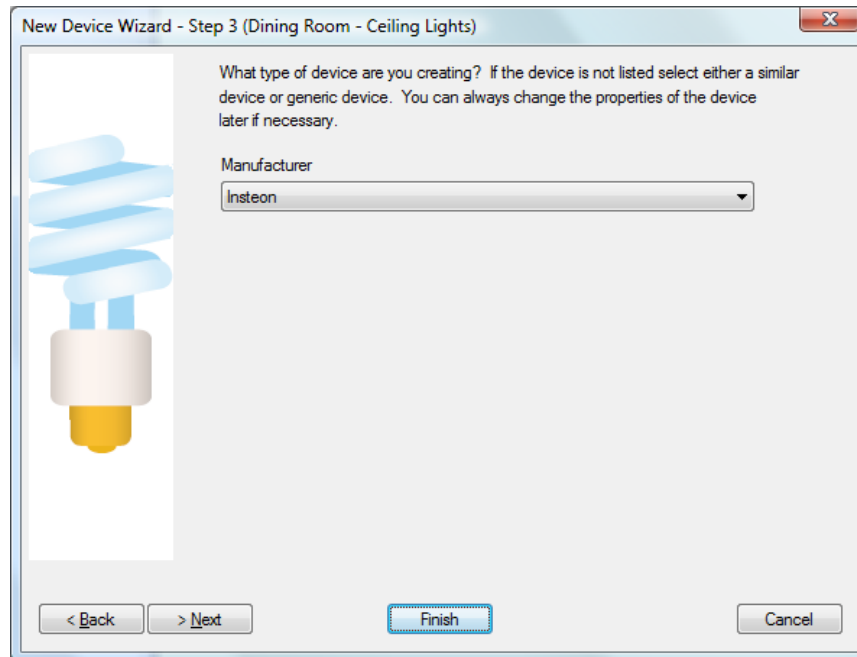 New Device Wizard - Step 3 (Dining Room - Ceiling Lights)
What type of device are you creating? If the device is not listed select either a similar
device or generic device. You can always change the properties of the device
later if necessary.
Manufacturer
Insteon
< Back
> Next
Finish
Cancel